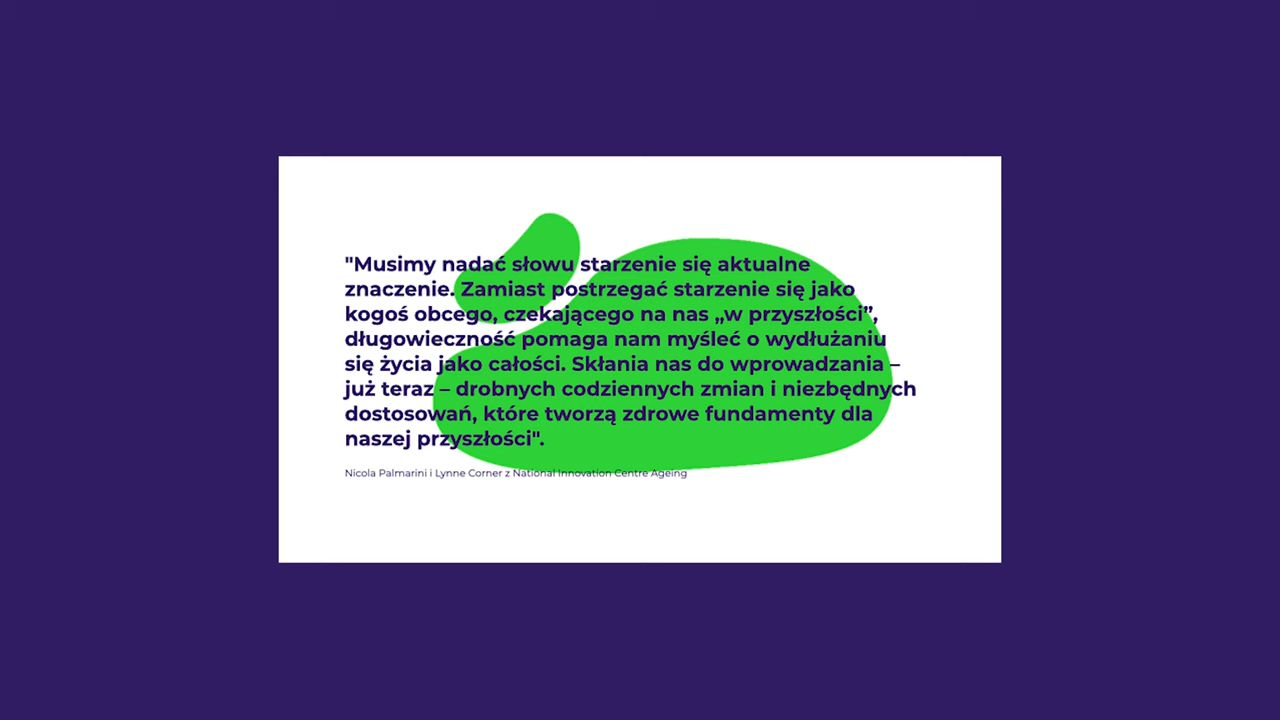 "Musimy nadać słowu starzenie się aktualne
znaczenie. Zamiast postrzegać starzenie się jako
kogoś obcego, czekającego na nas „w przyszłości”,
długowieczność pomaga nam myśleć o wydłużaniu
się życia jako całości. Skłania nas do wprowadzania –
już teraz – drobnych codziennych zmian i niezbędnych
dostosowań, które tworzą zdrowe fundamenty dla
naszej przyszłości".
Nicola Palmarini i Lynne Corner z National Innovation Centre Ageing